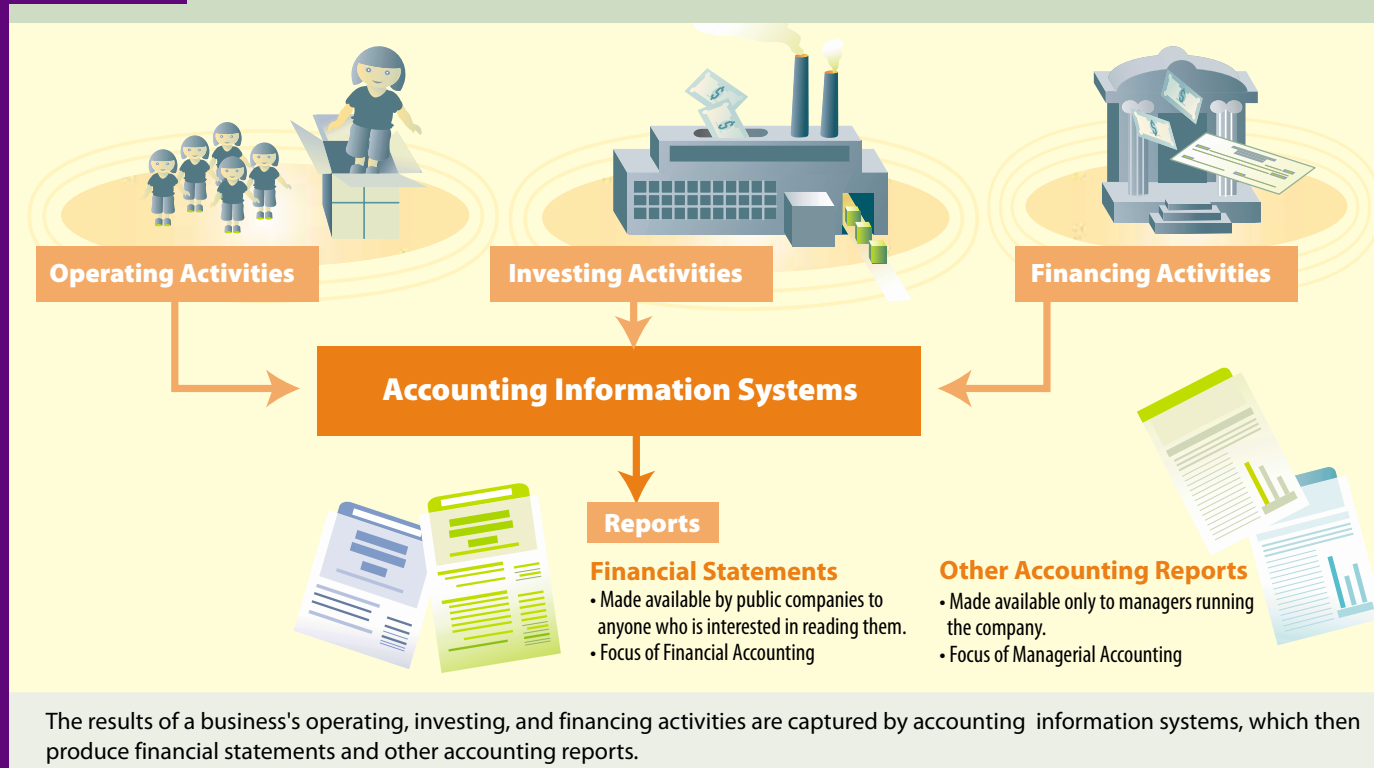 Operating Activities
Investing Activities
Financing Activities
Accounting Information Systems
Reports
Financial Statements
• Made available by public companies to
anyone who is interested in reading them.
• Focus of Financial Accounting
Other Accounting Reports
• Made available only to managers running
the company.
• Focus of Managerial Accounting
$
$
$
$
The results of a business's operating, investing, and financing activities are captured by accounting information systems, which then
produce financial statements and other accounting reports.